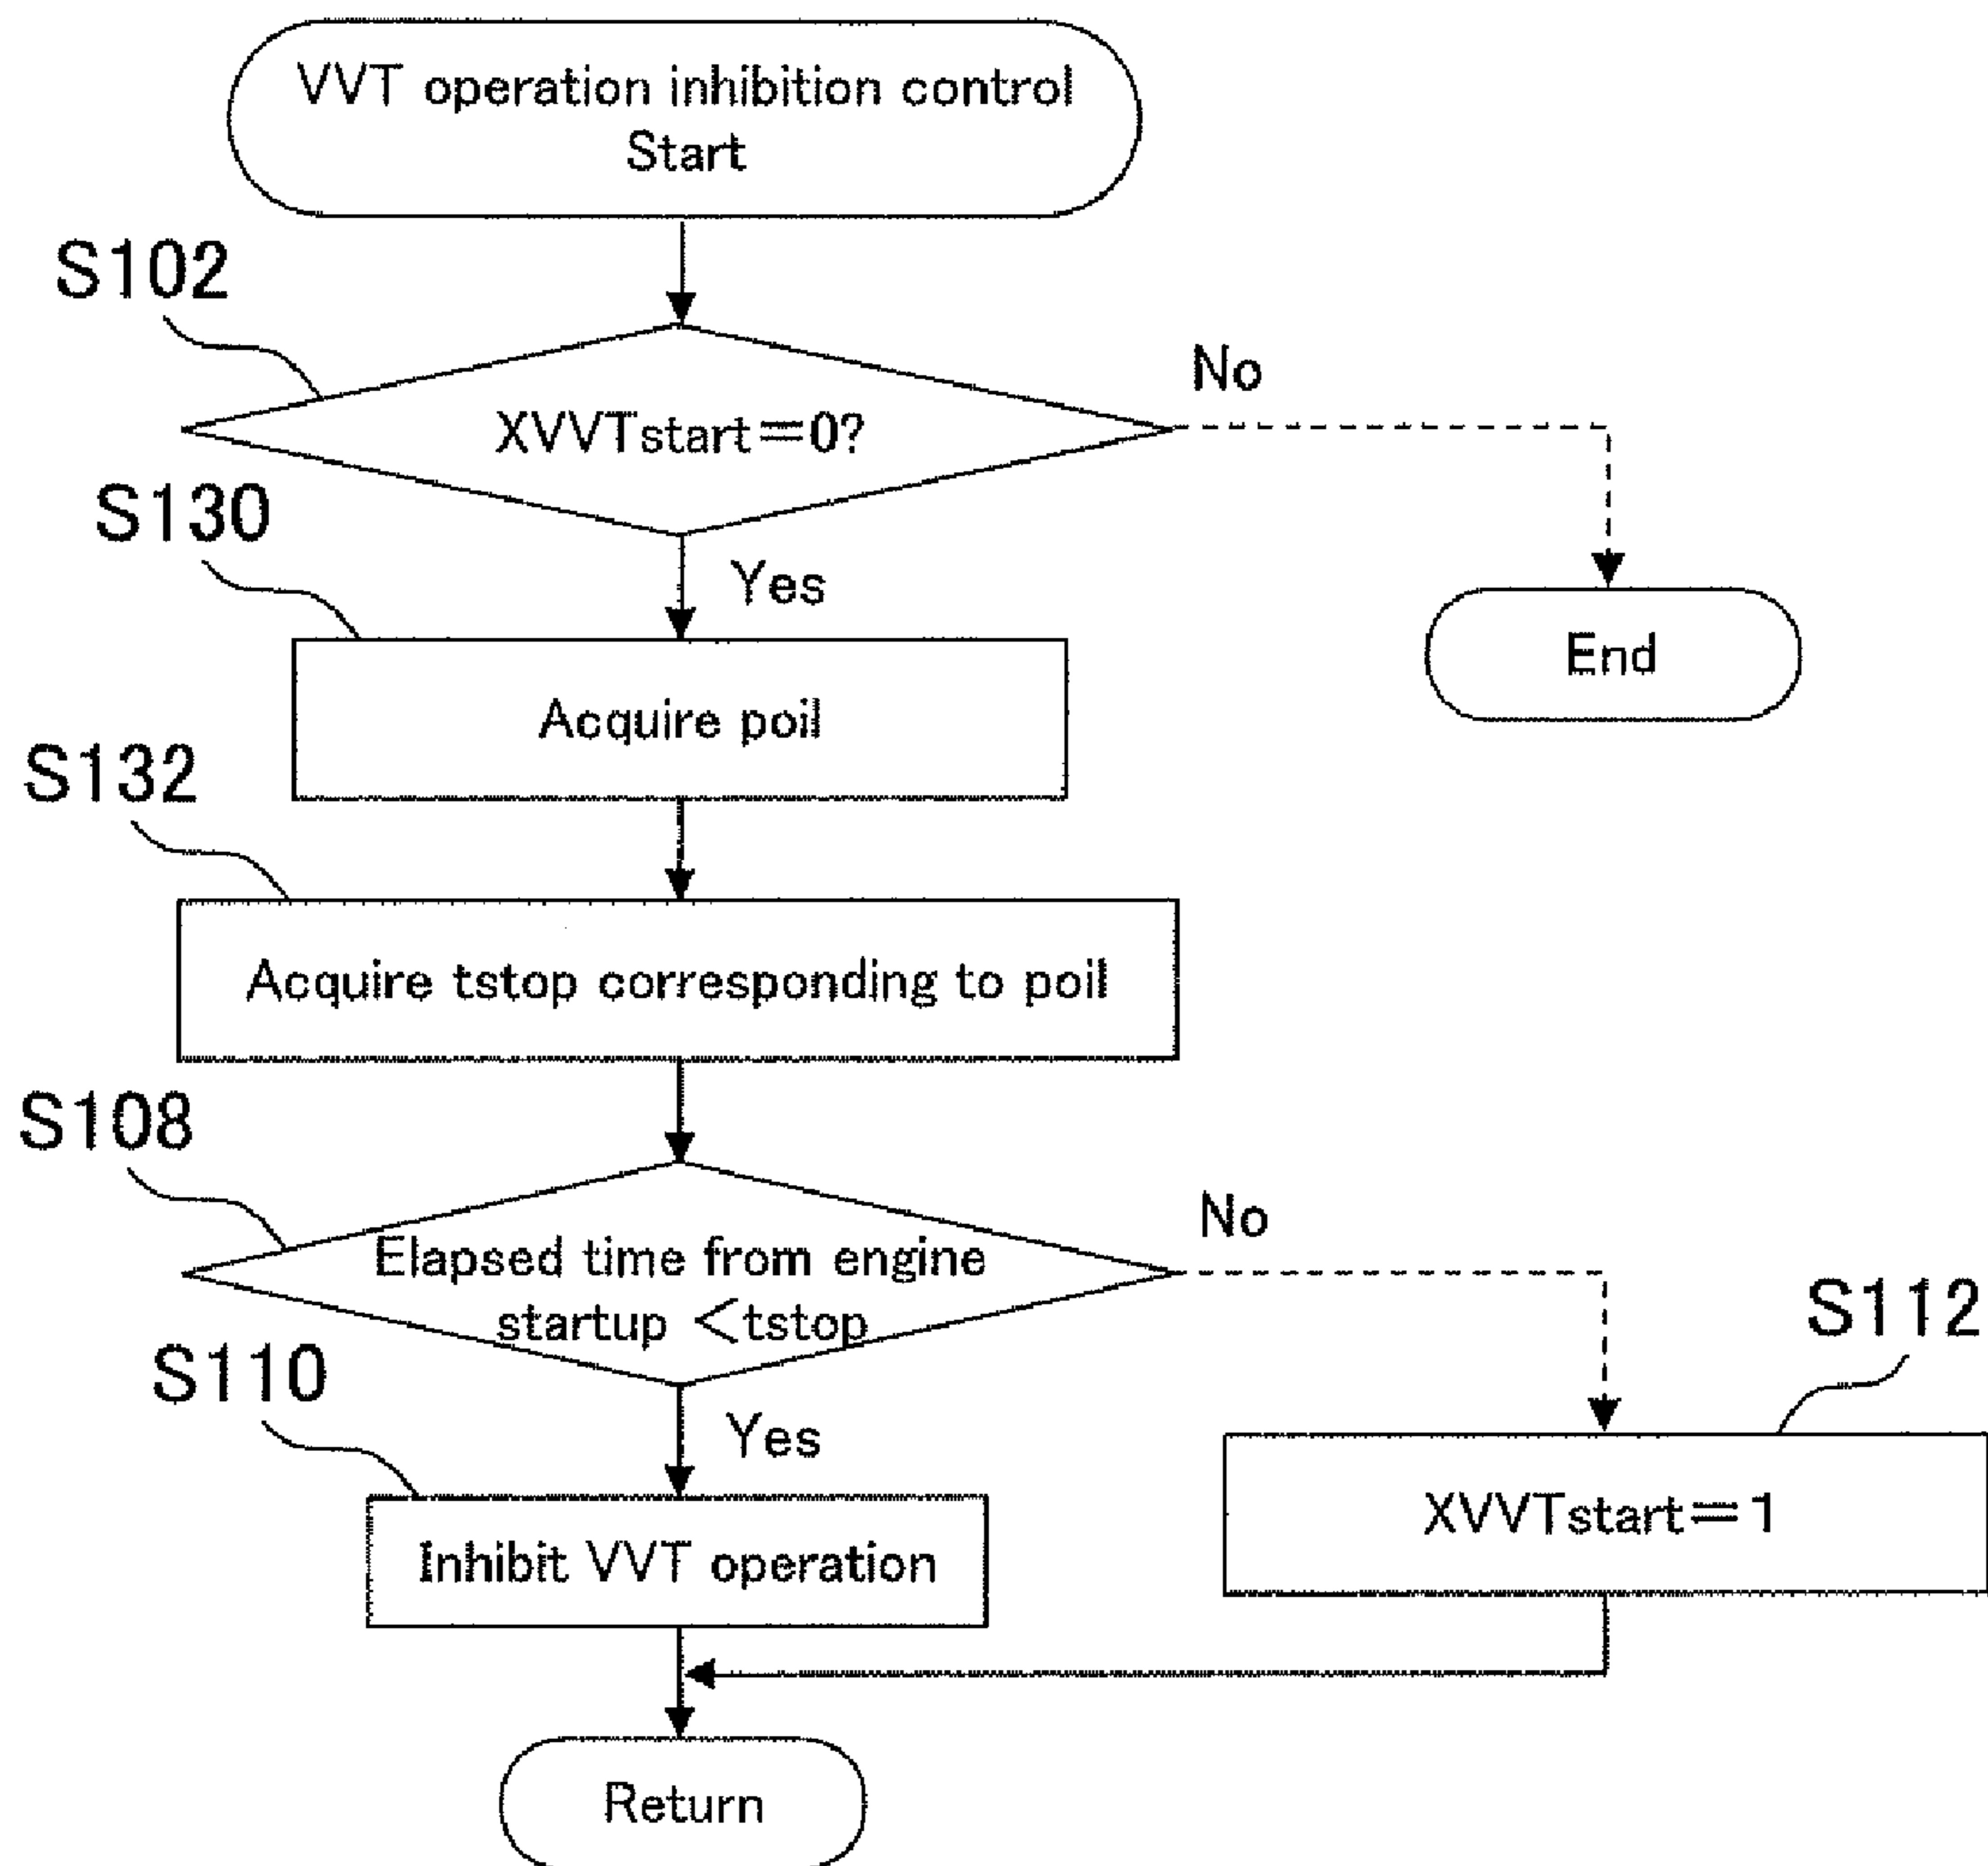 VVT operation inhibition control
Start
S102
XVVTstart=0?
No
S130
Yes
End
Acquire poil
S132
Acquire tstop corresponding to poil
S108
Elapsed time from engine
startup <tstop
No
S112
S110
Yes
XVVTstart=1
Inhibit VVT operation
Return